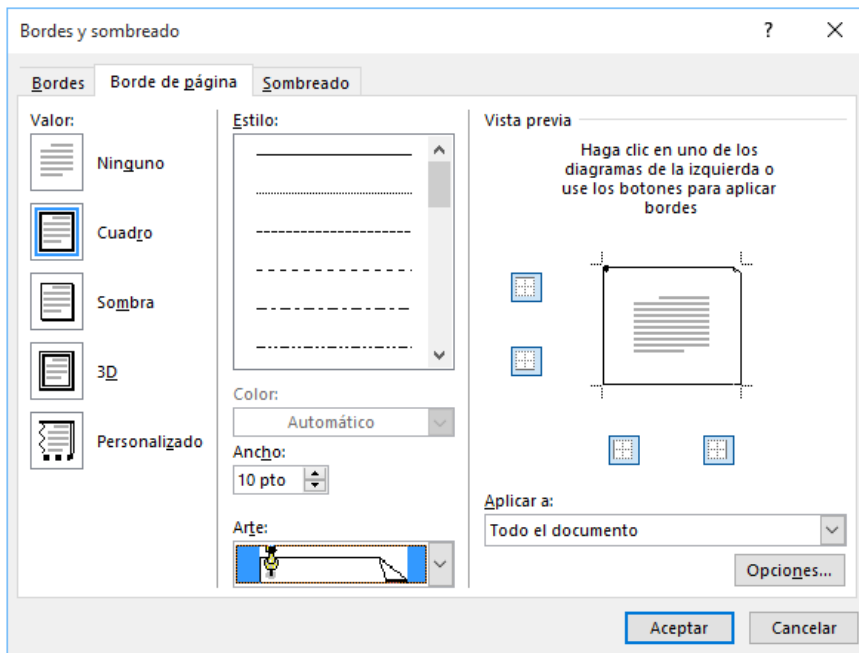 Bordes y sombreado
?
Bordes
Borde de página
Sombreado
Valor:
Ninguno
Cuadro
Sombra
3D
Personalizado
Estilo:
Color:
Automático
Ancho:
10 pto
Arte:
Vista previa
Haga clic en uno de los
diagramas de la izquierda o
use los botones para aplicar
bordes
Aplicar a:
Todo el documento
Opciones...
Aceptar
Cancelar